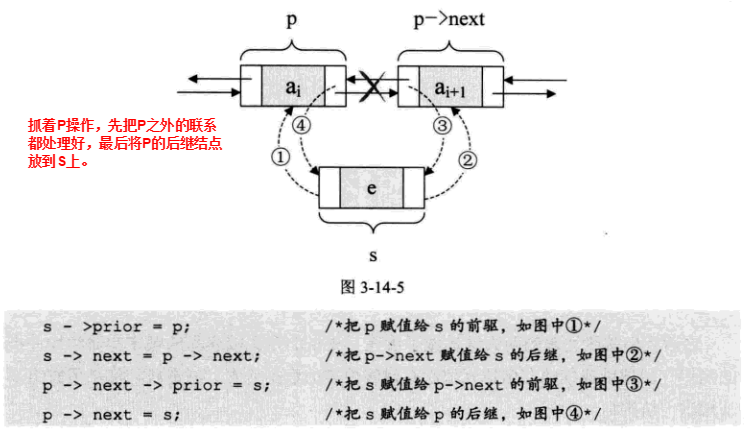 p
p->next
aᵢ
aᵢ₊₁
抓着P操作，先把P之外的联系
都处理好，最后将P的后继结点
放到S上。
④
③
①
②
e
s
图 3-14-5
s - >prior = p; /*把 p 赋值给 s 的前驱，如图中①*/
s -> next = p -> next; /*把 p->next 赋值给 s 的后继，如图中②*/
p -> next -> prior = s; /*把 s 赋值给 p->next 的前驱，如图中③*/
p -> next = s; /*把 s 赋值给 p 的后继，如图中④*/